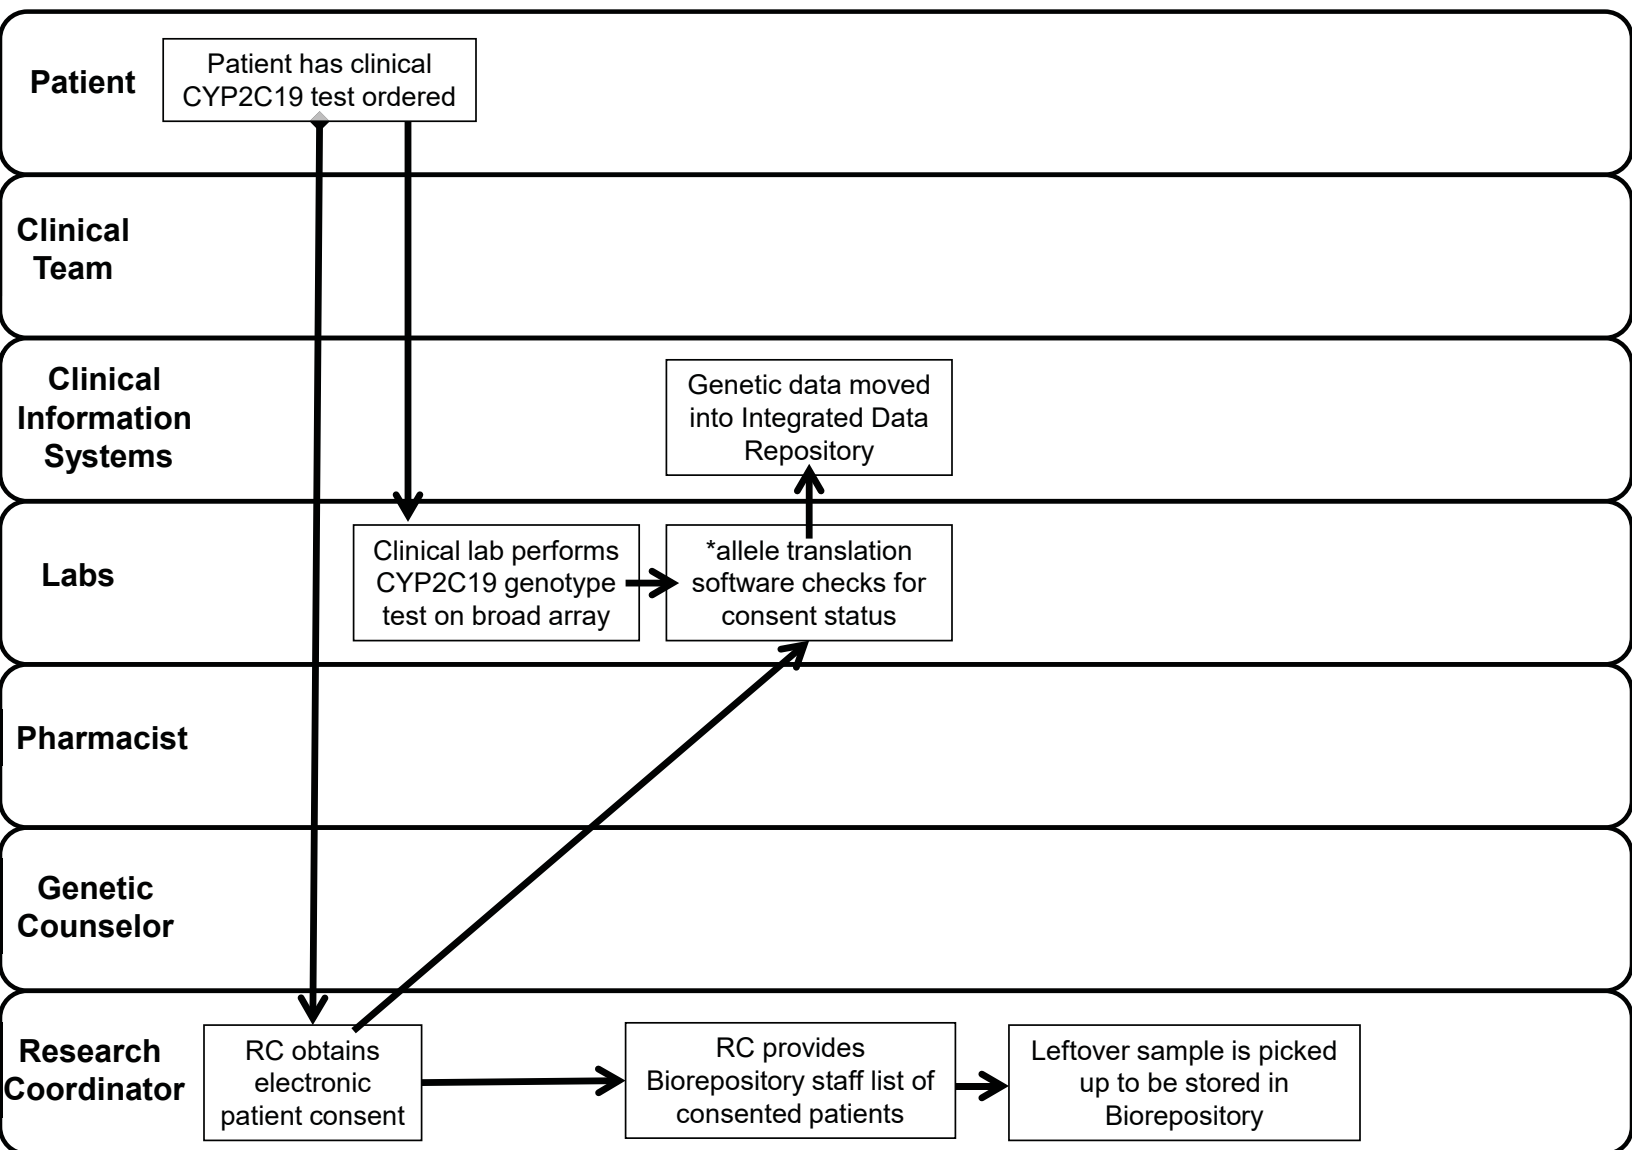 Patient
Patient has clinical
CYP2C19 test ordered
Clinical
Team
Clinical
Information
Systems
Genetic data moved
into Integrated Data
Repository
Labs
Clinical lab performs
CYP2C19 genotype
test on broad array
*allele translation
software checks for
consent status
Pharmacist
Genetic
Counselor
Research
Coordinator
RC obtains
electronic
patient consent
RC provides
Biorepository staff list of
consented patients
Leftover sample is picked
up to be stored in
Biorepository